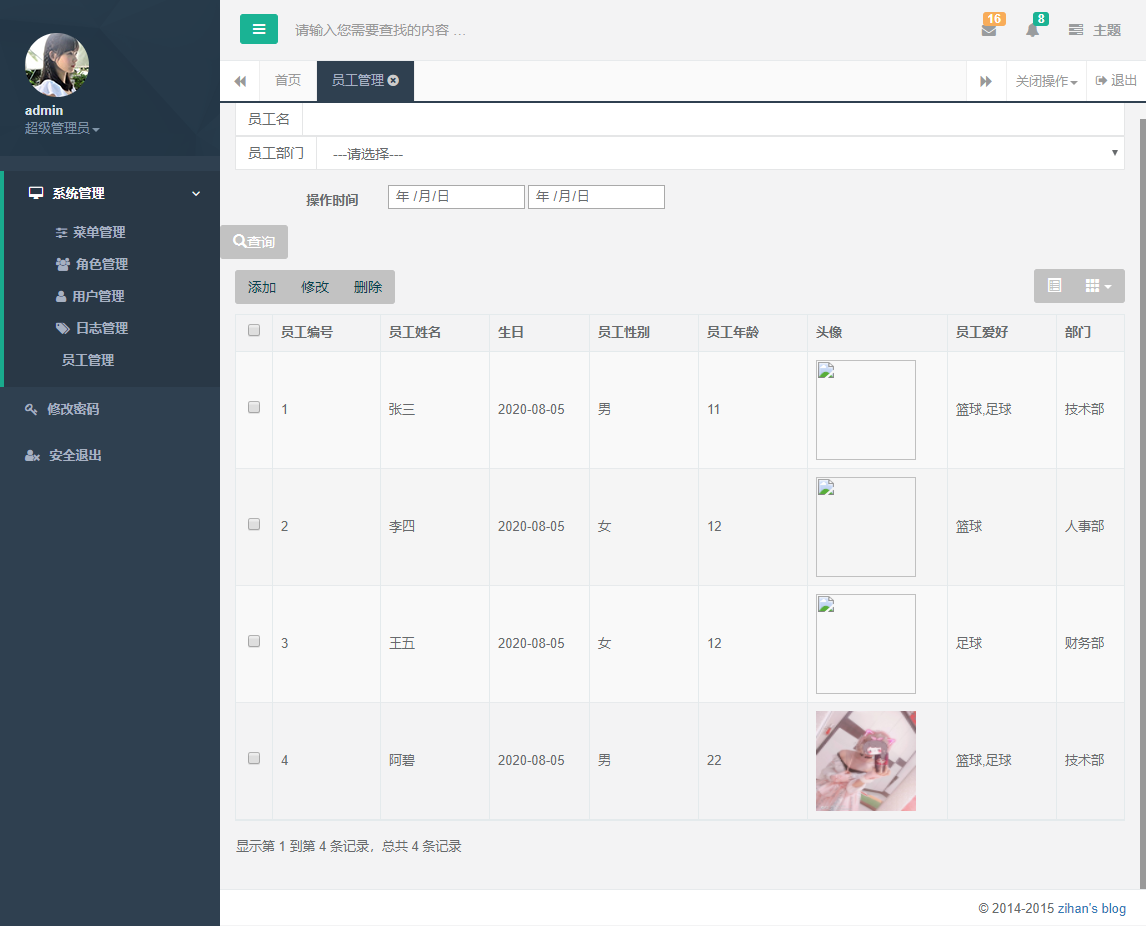 请输入您需要查找的内容 …
16
8
主题
admin
超级管理员
首页
员工管理
关闭操作
退出
系统管理
菜单管理
角色管理
用户管理
日志管理
员工管理
修改密码
安全退出
员工名
员工部门 ---请选择---
操作时间 年 /月/日 年 /月/日
查询
添加 修改 删除
员工编号 员工姓名 生日 员工性别 员工年龄 头像 员工爱好 部门
1 张三 2020-08-05 男 11 篮球,足球 技术部
2 李四 2020-08-05 女 12 篮球 人事部
3 王五 2020-08-05 女 12 足球 财务部
4 阿碧 2020-08-05 男 22 篮球,足球 技术部
显示第 1 到第 4 条记录，总共 4 条记录
© 2014-2015 zihan's blog